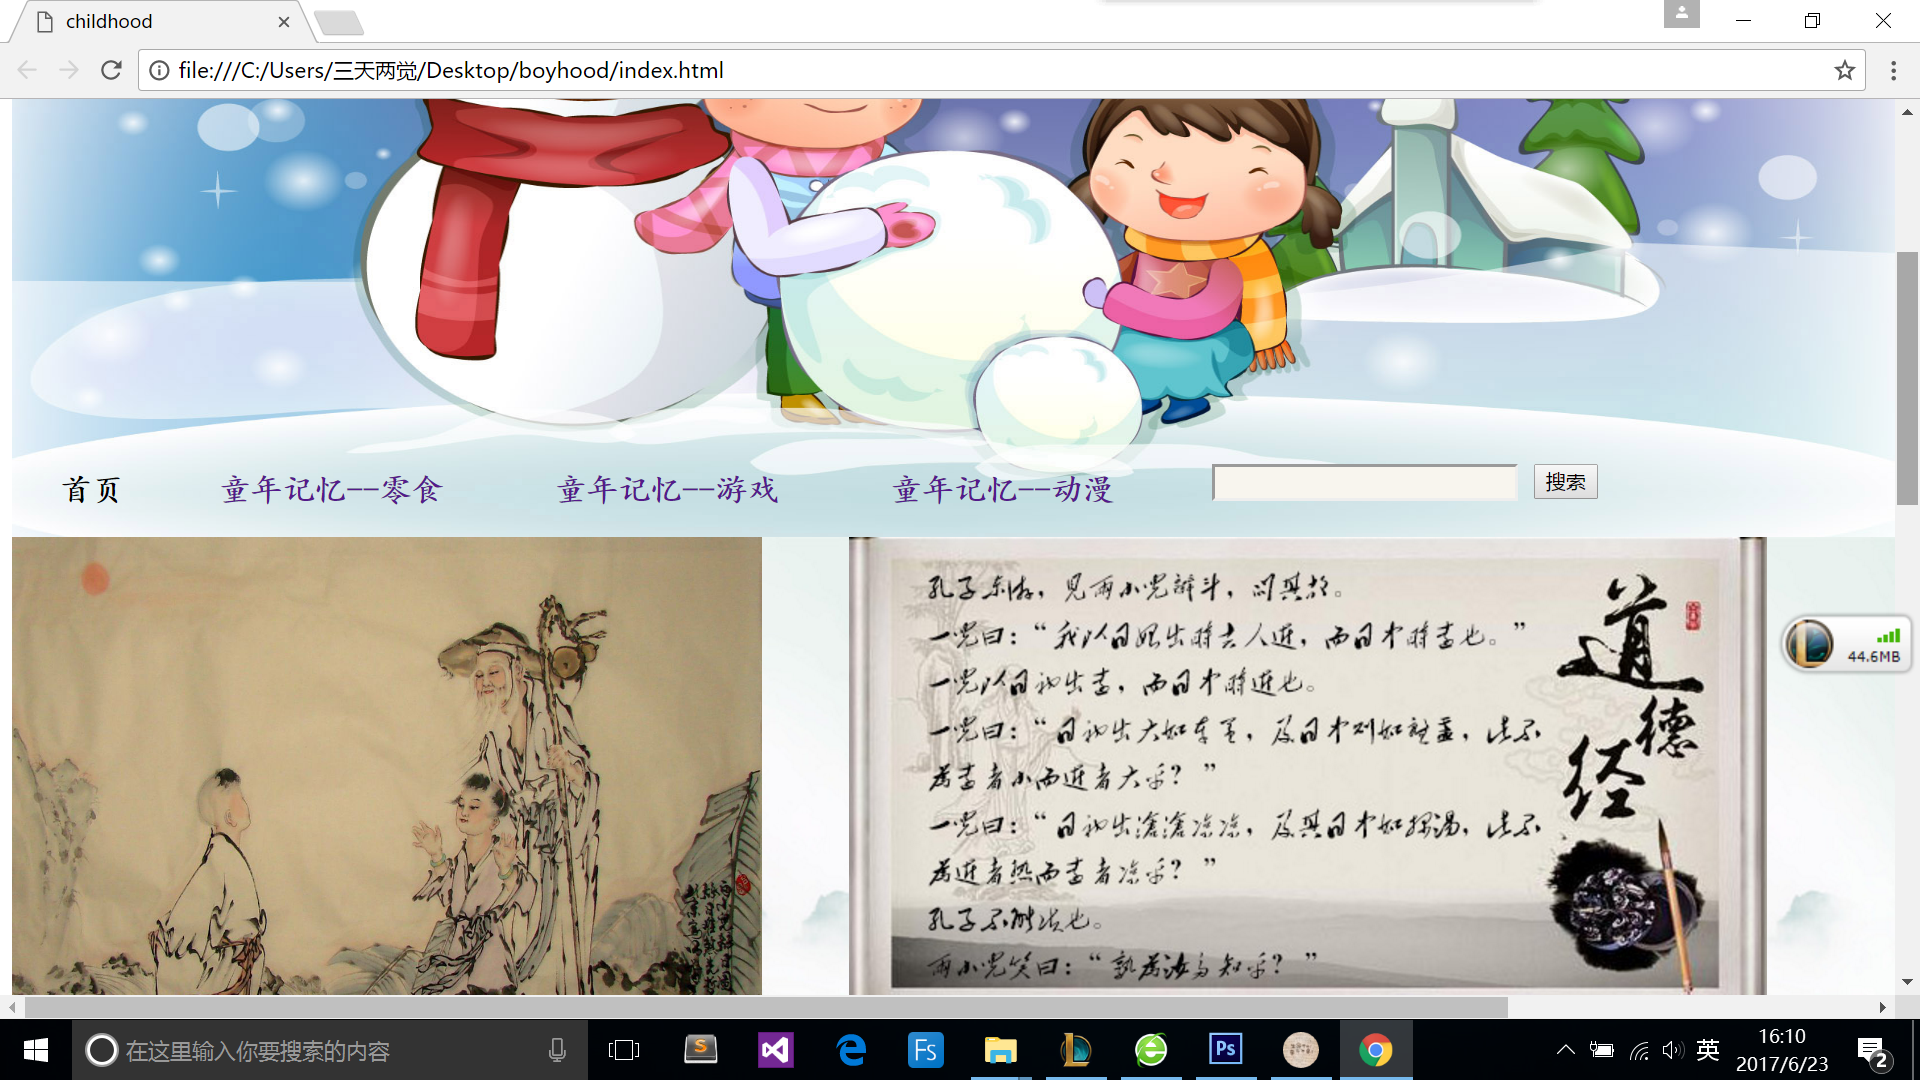 childhood
file:///C:/Users/三天两觉/Desktop/boyhood/index.html
首页
童年记忆--零食
童年记忆--游戏
童年记忆--动漫
搜索
孔子东游，见两小儿辩斗，问其故。
一儿曰：“我以日始出时去人近，而日中时远也。”
一儿以日初出远，而日中时近也。
一儿曰：“日初出大如车盖，及日中则如盘盂，此不
为远者小而近者大乎？”
一儿曰：“日初出沧沧凉凉，及其日中如探汤，此不
为近者热而远者凉乎？”
孔子不能决也。
两小儿笑曰：“孰为汝多知乎？”
道德经
44.6MB
在这里输入你要搜索的内容
S
Fs
Ps
英
16:10
2017/6/23
2